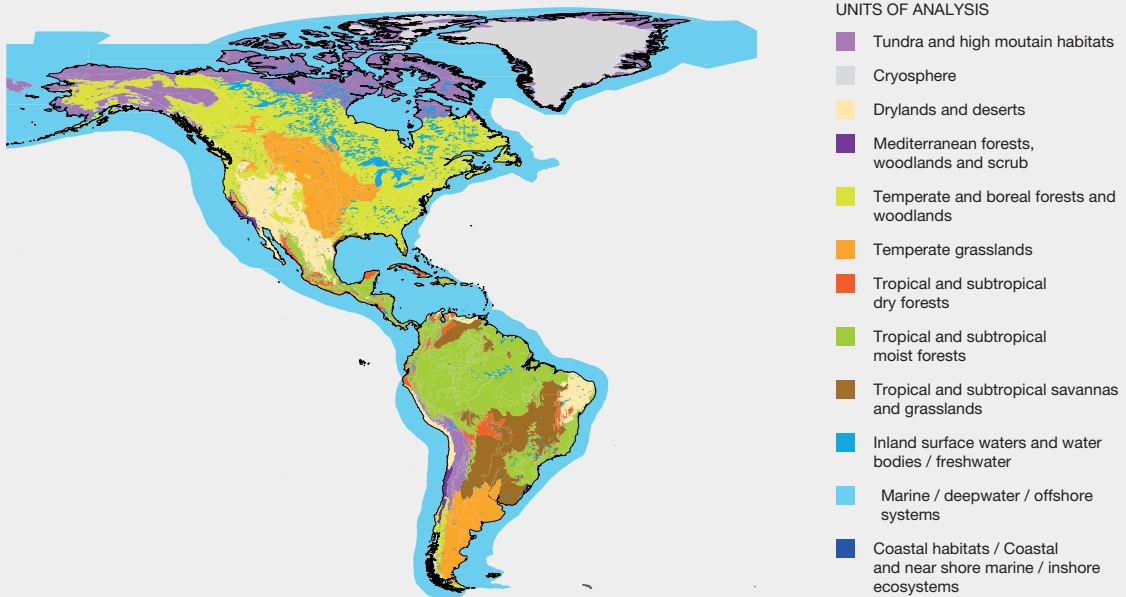 UNITS OF ANALYSIS
Tundra and high moutain habitats
Cryosphere
Drylands and deserts
Mediterranean forests,
woodlands and scrub
Temperate and boreal forests and
woodlands
Temperate grasslands
Tropical and subtropical
dry forests
Tropical and subtropical
moist forests
Tropical and subtropical savannas
and grasslands
Inland surface waters and water
bodies / freshwater
Marine / deepwater / offshore
systems
Coastal habitats / Coastal
and near shore marine / inshore
ecosystems